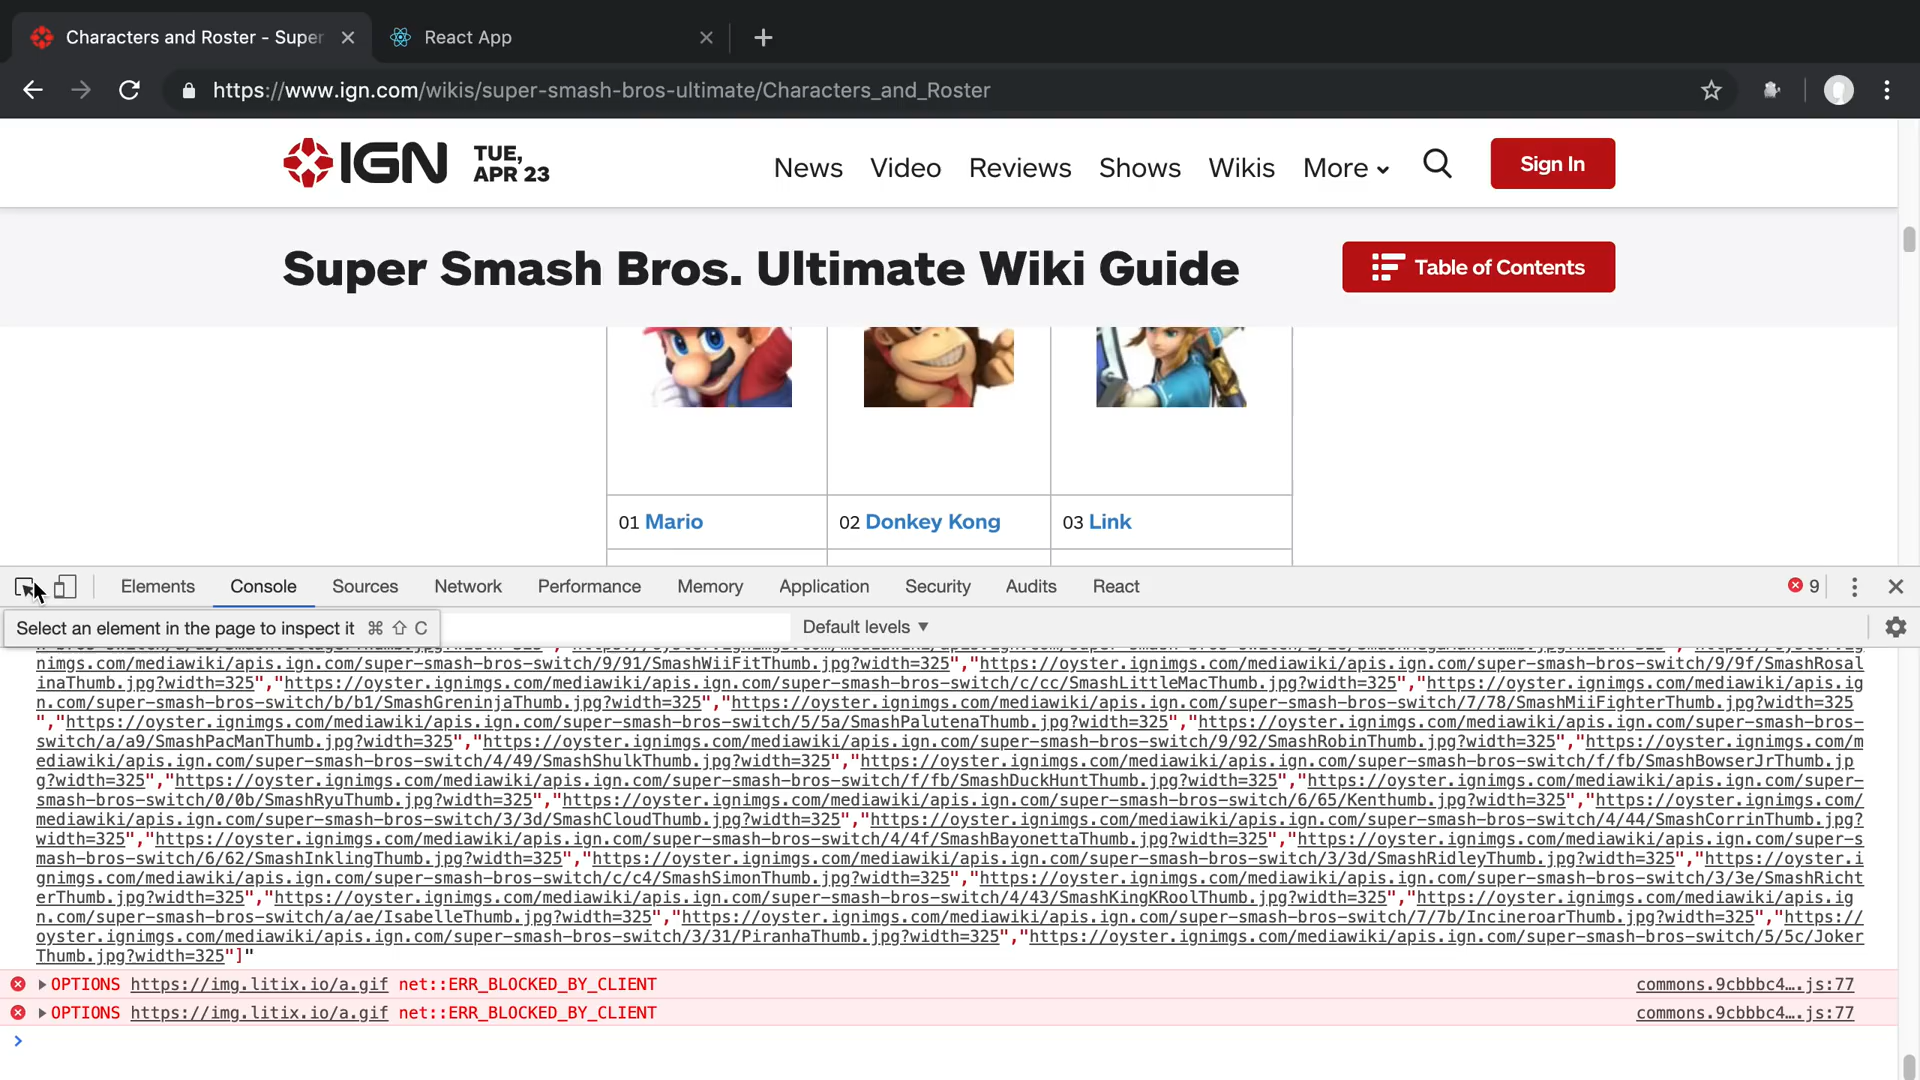 Characters and Roster - Super
React App
https://www.ign.com/wikis/super-smash-bros-ultimate/Characters_and_Roster
IGN
TUE,
APR 23
News Video Reviews Shows Wikis More
Sign In
Super Smash Bros. Ultimate Wiki Guide
Table of Contents
01 Mario
02 Donkey Kong
03 Link
Elements Console Sources Network Performance Memory Application Security Audits React
9
Select an element in the page to inspect it ⌘ ⇧ C
Default levels ▼
nimgs.com/mediawiki/apis.ign.com/super-smash-bros-switch/9/91/SmashWiiFitThumb.jpg?width=325","https://oyster.ignimgs.com/mediawiki/apis.ign.com/super-smash-bros-switch/9/9f/SmashRosal
inaThumb.jpg?width=325","https://oyster.ignimgs.com/mediawiki/apis.ign.com/super-smash-bros-switch/c/cc/SmashLittleMacThumb.jpg?width=325","https://oyster.ignimgs.com/mediawiki/apis.ig
n.com/super-smash-bros-switch/b/b1/SmashGreninjaThumb.jpg?width=325","https://oyster.ignimgs.com/mediawiki/apis.ign.com/super-smash-bros-switch/7/78/SmashMiiFighterThumb.jpg?width=325
","https://oyster.ignimgs.com/mediawiki/apis.ign.com/super-smash-bros-switch/5/5a/SmashPalutenaThumb.jpg?width=325","https://oyster.ignimgs.com/mediawiki/apis.ign.com/super-smash-bros-
switch/a/a9/SmashPacManThumb.jpg?width=325","https://oyster.ignimgs.com/mediawiki/apis.ign.com/super-smash-bros-switch/9/92/SmashRobinThumb.jpg?width=325","https://oyster.ignimgs.com/m
ediawiki/apis.ign.com/super-smash-bros-switch/4/49/SmashShulkThumb.jpg?width=325","https://oyster.ignimgs.com/mediawiki/apis.ign.com/super-smash-bros-switch/f/fb/SmashBowserJrThumb.jp
g?width=325","https://oyster.ignimgs.com/mediawiki/apis.ign.com/super-smash-bros-switch/f/fb/SmashDuckHuntThumb.jpg?width=325","https://oyster.ignimgs.com/mediawiki/apis.ign.com/super-
smash-bros-switch/0/0b/SmashRyuThumb.jpg?width=325","https://oyster.ignimgs.com/mediawiki/apis.ign.com/super-smash-bros-switch/6/65/Kenthumb.jpg?width=325","https://oyster.ignimgs.com/
mediawiki/apis.ign.com/super-smash-bros-switch/3/3d/SmashCloudThumb.jpg?width=325","https://oyster.ignimgs.com/mediawiki/apis.ign.com/super-smash-bros-switch/4/44/SmashCorrinThumb.jpg?
width=325","https://oyster.ignimgs.com/mediawiki/apis.ign.com/super-smash-bros-switch/4/4f/SmashBayonettaThumb.jpg?width=325","https://oyster.ignimgs.com/mediawiki/apis.ign.com/super-s
mash-bros-switch/6/62/SmashInklingThumb.jpg?width=325","https://oyster.ignimgs.com/mediawiki/apis.ign.com/super-smash-bros-switch/3/3d/SmashRidleyThumb.jpg?width=325","https://oyster.i
gnimgs.com/mediawiki/apis.ign.com/super-smash-bros-switch/c/c4/SmashSimonThumb.jpg?width=325","https://oyster.ignimgs.com/mediawiki/apis.ign.com/super-smash-bros-switch/3/3e/SmashRicht
erThumb.jpg?width=325","https://oyster.ignimgs.com/mediawiki/apis.ign.com/super-smash-bros-switch/4/43/SmashKingKRoolThumb.jpg?width=325","https://oyster.ignimgs.com/mediawiki/apis.ig
n.com/super-smash-bros-switch/a/ae/IsabelleThumb.jpg?width=325","https://oyster.ignimgs.com/mediawiki/apis.ign.com/super-smash-bros-switch/7/7b/IncineroarThumb.jpg?width=325","https://
oyster.ignimgs.com/mediawiki/apis.ign.com/super-smash-bros-switch/3/31/PiranhaThumb.jpg?width=325","https://oyster.ignimgs.com/mediawiki/apis.ign.com/super-smash-bros-switch/5/5c/Joker
Thumb.jpg?width=325"]"
OPTIONS https://img.litix.io/a.gif net::ERR_BLOCKED_BY_CLIENT commons.9cbbbc4….js:77
OPTIONS https://img.litix.io/a.gif net::ERR_BLOCKED_BY_CLIENT commons.9cbbbc4….js:77